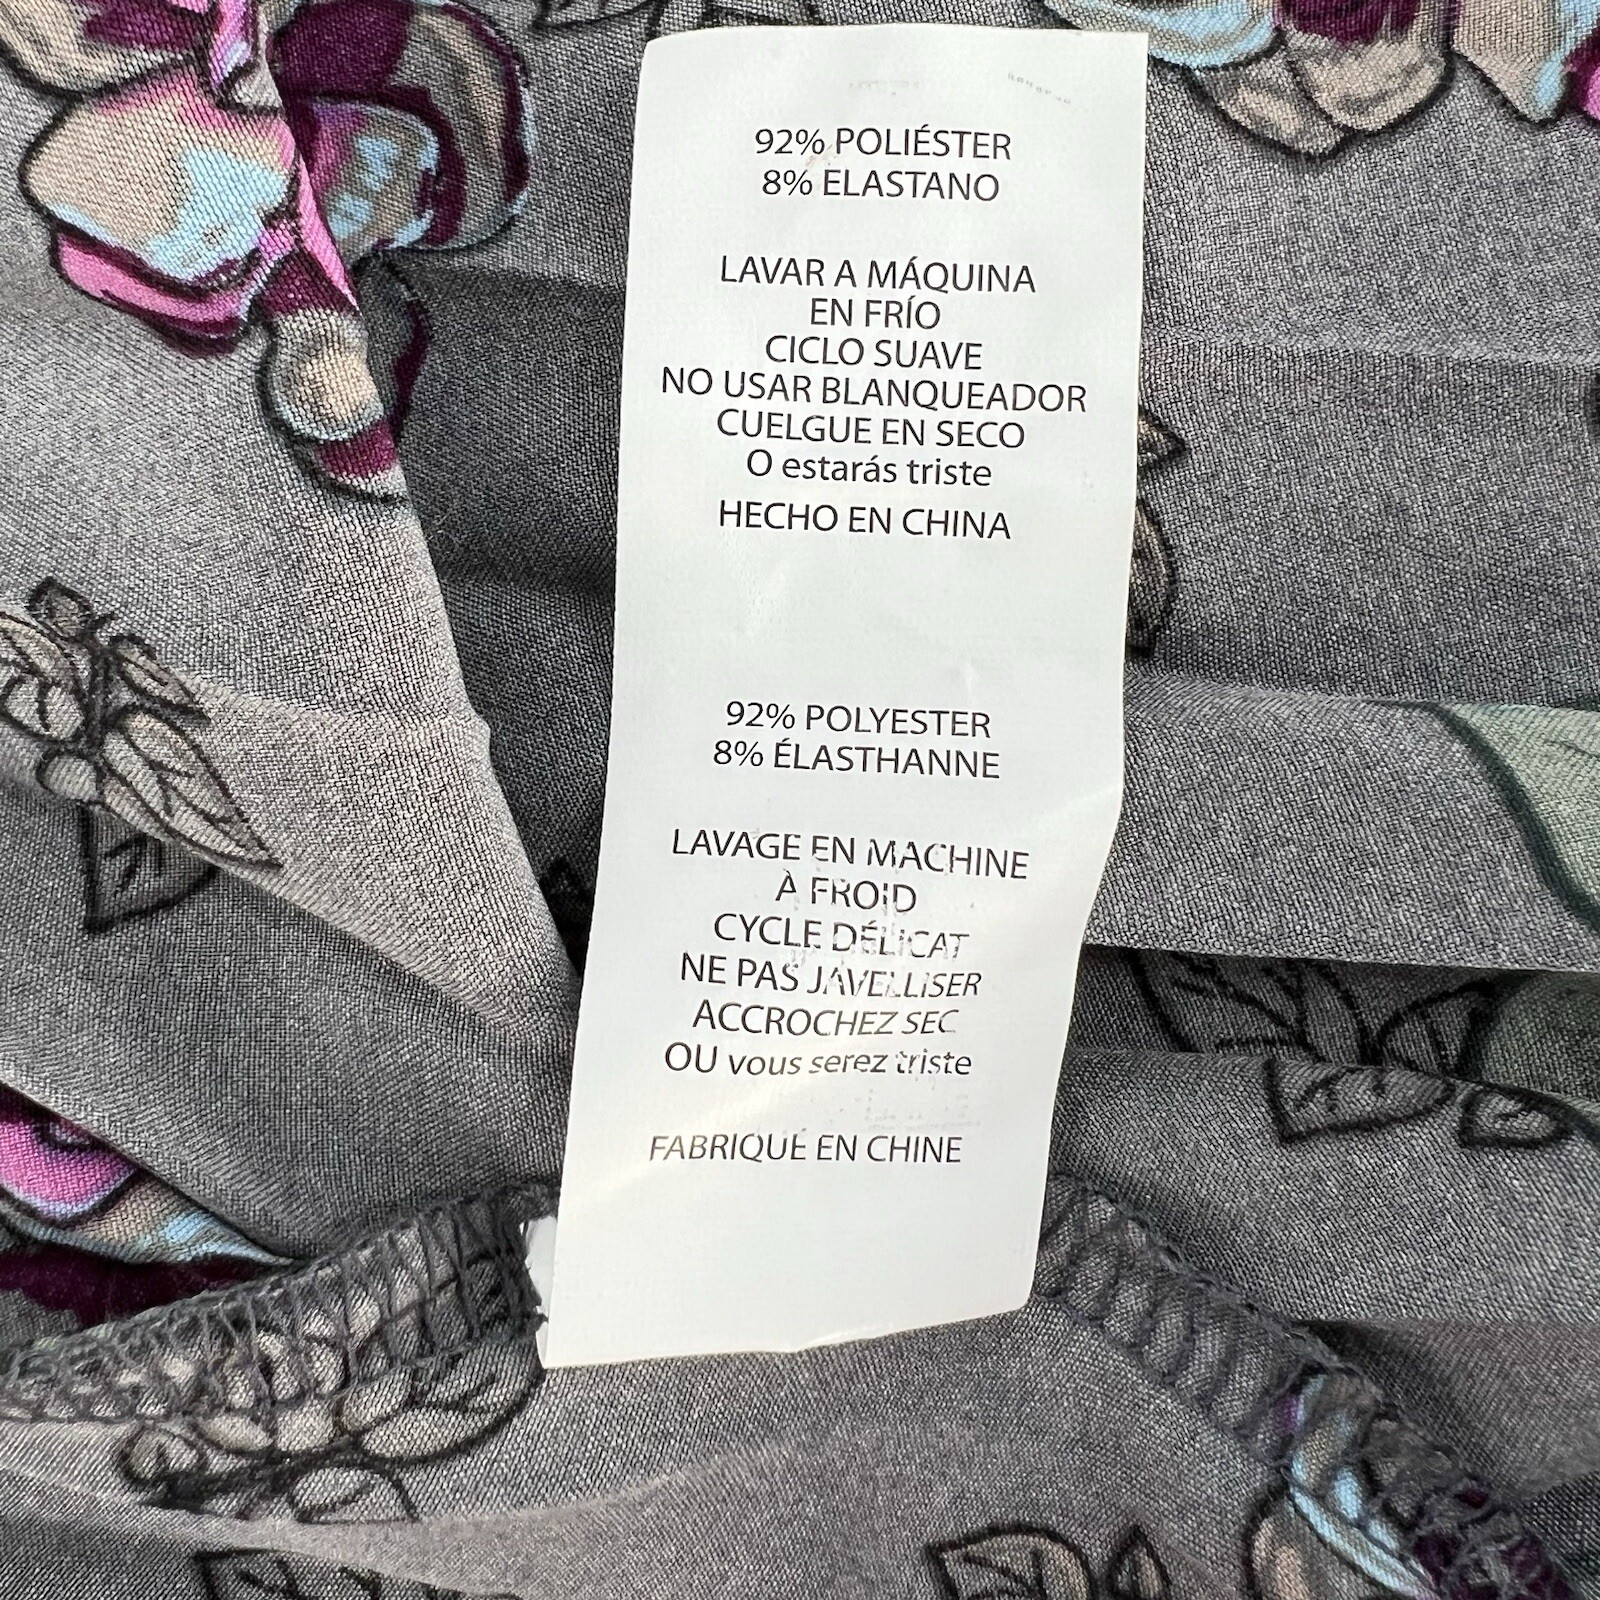 92% POLIÉSTER
8% ELASTANO
LAVAR A MÁQUINA
EN FRÍO
CICLO SUAVE
NO USAR BLANQUEADOR
CUELGUE EN SECO
O estarás triste
HECHO EN CHINA
92% POLYESTER
8% ÉLASTHANNE
LAVAGE EN MACHINE
À FROID
CYCLE DÉLICAT
NE PAS JAVELLISER
ACCROCHEZ SEC
OU vous serez triste
FABRIQUÉ EN CHINE